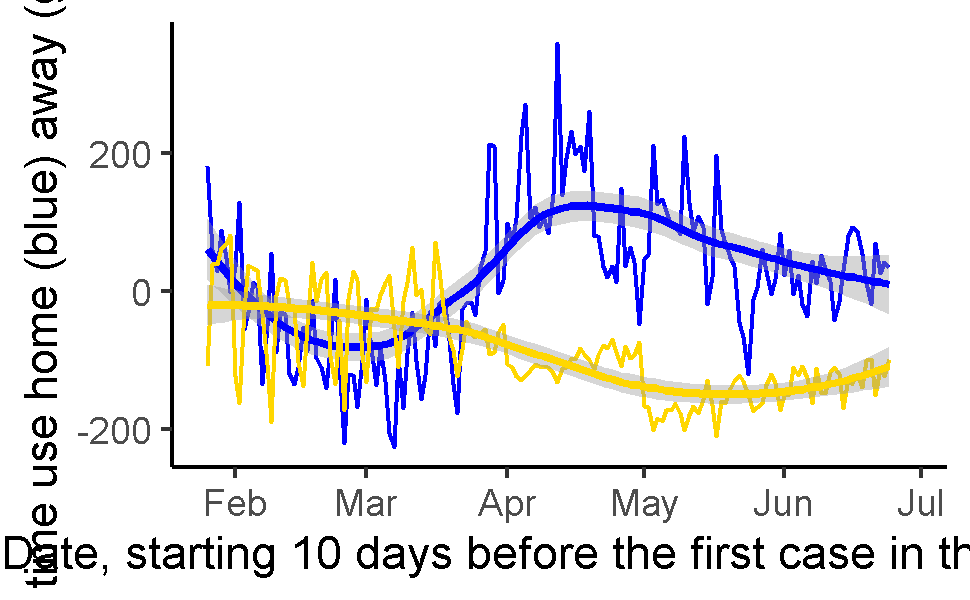 time use home (blue) away (
200
0
-200
Feb Mar Apr May Jun Jul
Date, starting 10 days before the first case in th